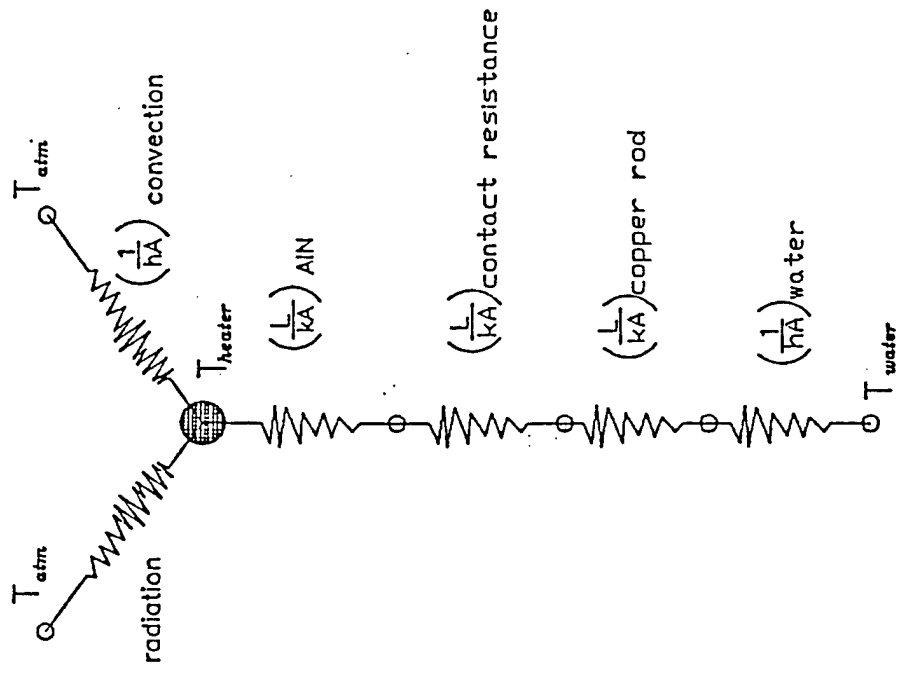 T_atm
T_atm
radiation
(1/hA) convection
T_heater
(L/kA) AlN
(L/kA) contact resistance
(L/kA) copper rod
(1/hA) water
T_water